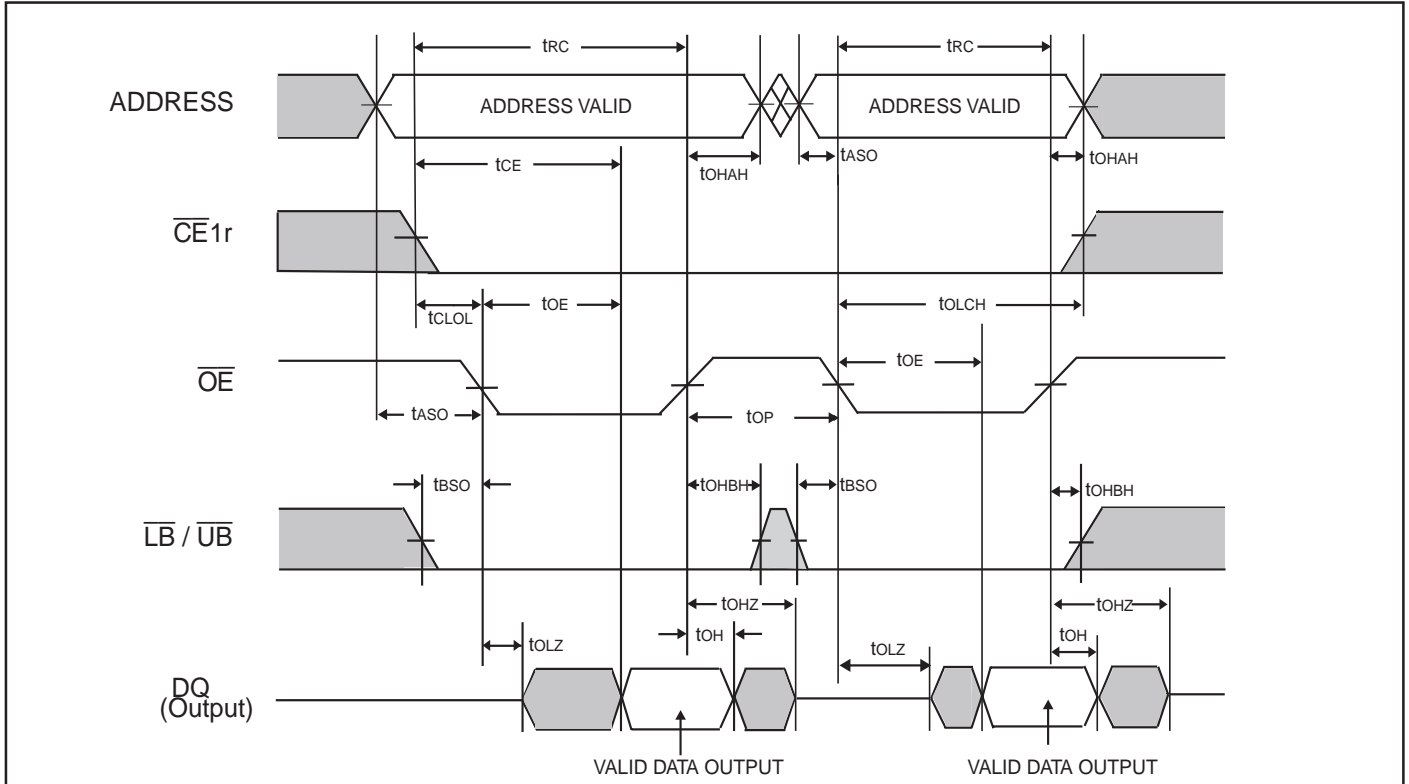 tRC tRC
ADDRESS ADDRESS VALID ADDRESS VALID
tCE tOHAH tASO tOHAH
CE1r
tCLOL tOE tOLCH
OE tOE
tASO tOP
tBSO tOHBH tBSO tOHBH
LB / UB
tOHZ tOHZ
tOLZ tOH tOLZ tOH
DQ
(Output)
VALID DATA OUTPUT VALID DATA OUTPUT